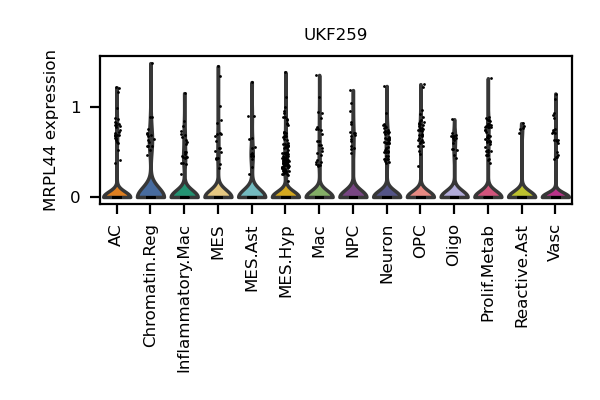 UKF259
MRPL44 expression
1
0
AC
Chromatin.Reg
Inflammatory.Mac
MES
MES.Ast
MES.Hyp
Mac
NPC
Neuron
OPC
Oligo
Prolif.Metab
Reactive.Ast
Vasc